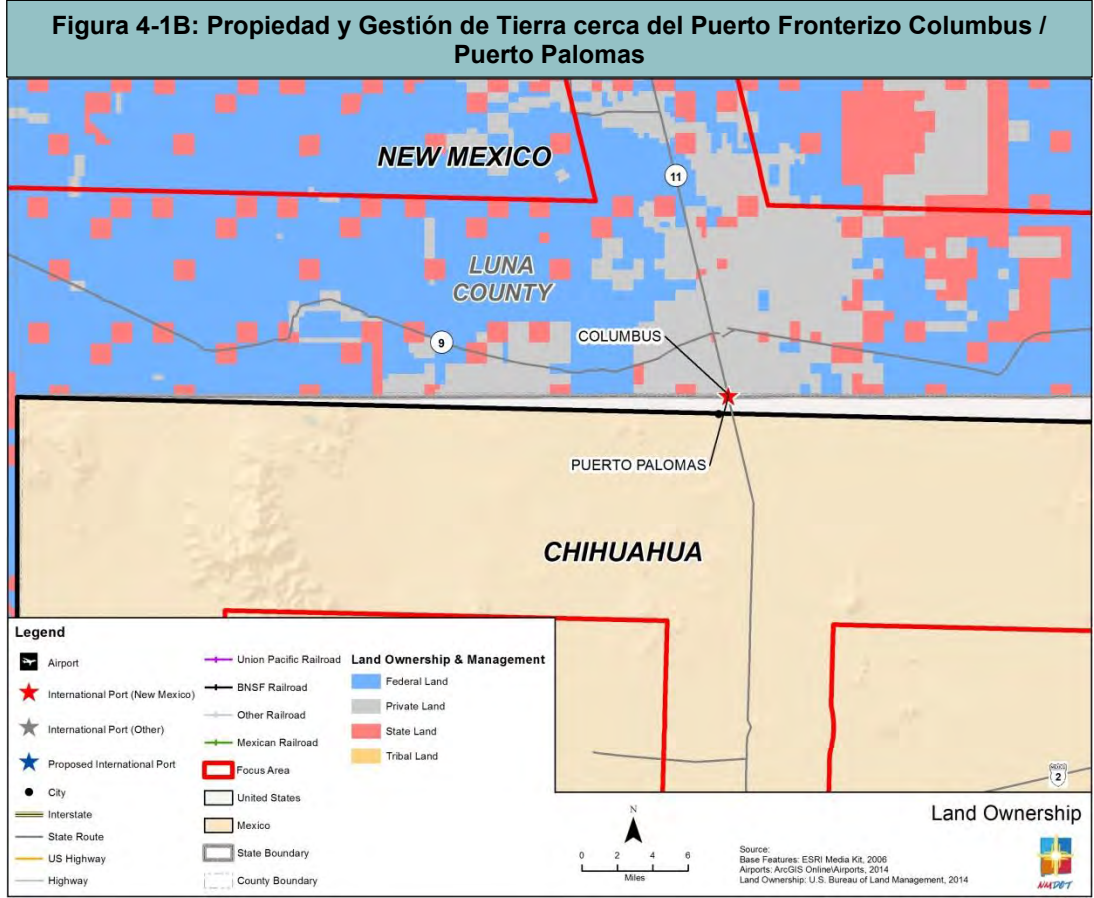 Figura 4-1B: Propiedad y Gestión de Tierra cerca del Puerto Fronterizo Columbus /
Puerto Palomas
NEW MEXICO
11
LUNA
COUNTY
COLUMBUS
9
PUERTO PALOMAS
CHIHUAHUA
MEXICO
2
Legend
Airport
International Port (New Mexico)
International Port (Other)
Proposed International Port
City
Interstate
State Route
US Highway
Highway
Union Pacific Railroad
BNSF Railroad
Other Railroad
Mexican Railroad
Focus Area
United States
Mexico
State Boundary
County Boundary
Land Ownership & Management
Federal Land
Private Land
State Land
Tribal Land
N
0 2 4 6
Miles
Land Ownership
Source:
Base Features: ESRI Media Kit, 2006
Airports: ArcGIS Online\Airports, 2014
Land Ownership: U.S. Bureau of Land Management, 2014
NMDOT